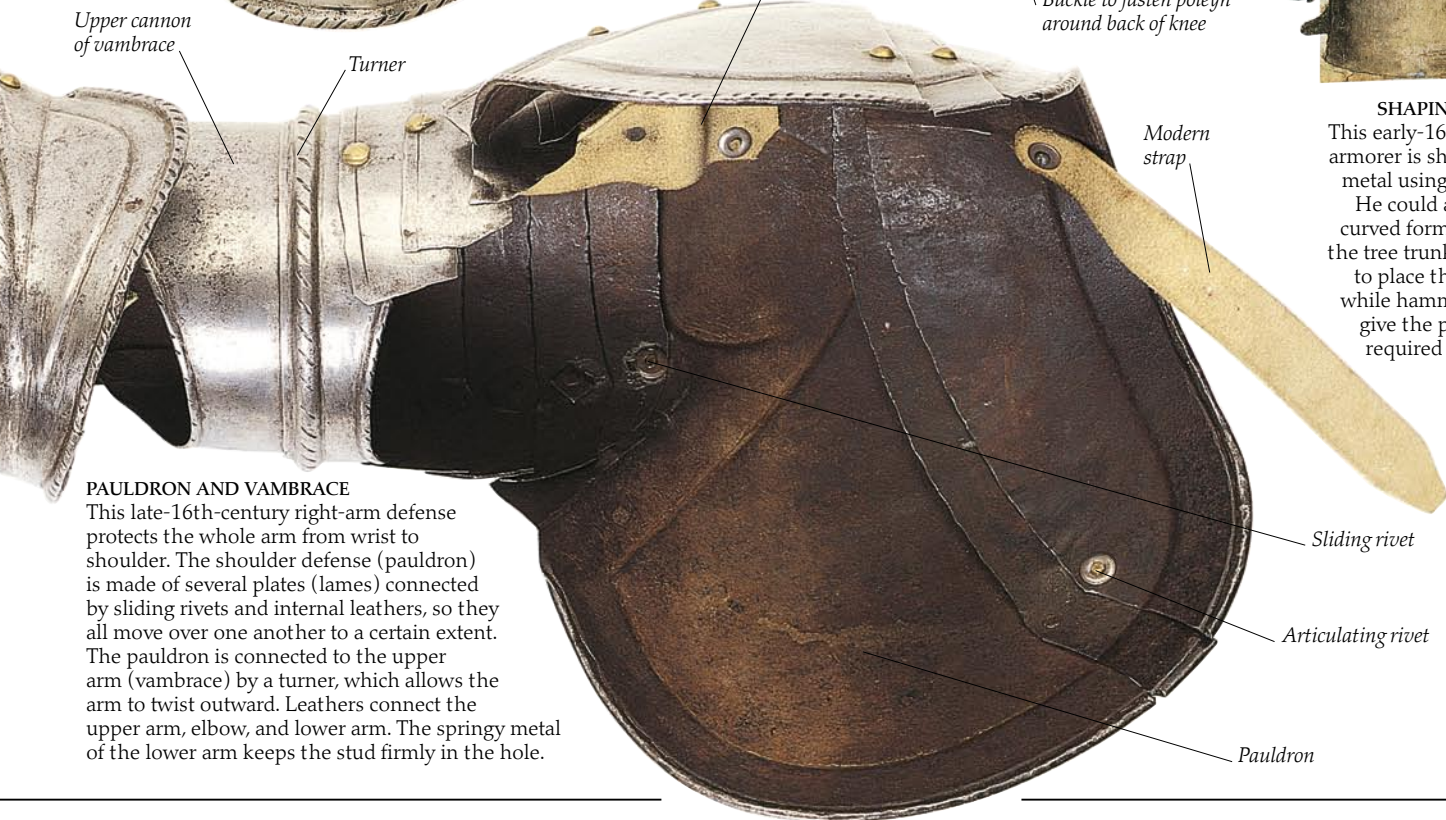 Upper cannon
of vambrace
Turner
Buckle to fasten poleyn
around back of knee
Modern
strap
SHAPIN
This early-16
armorer is sh
metal using
He could a
curved form
the tree trunk
to place th
while hamm
give the p
required
PAULDRON AND VAMBRACE
This late-16th-century right-arm defense
protects the whole arm from wrist to
shoulder. The shoulder defense (pauldron)
is made of several plates (lames) connected
by sliding rivets and internal leathers, so they
all move over one another to a certain extent.
The pauldron is connected to the upper
arm (vambrace) by a turner, which allows the
arm to twist outward. Leathers connect the
upper arm, elbow, and lower arm. The springy metal
of the lower arm keeps the stud firmly in the hole.
Sliding rivet
Articulating rivet
Pauldron